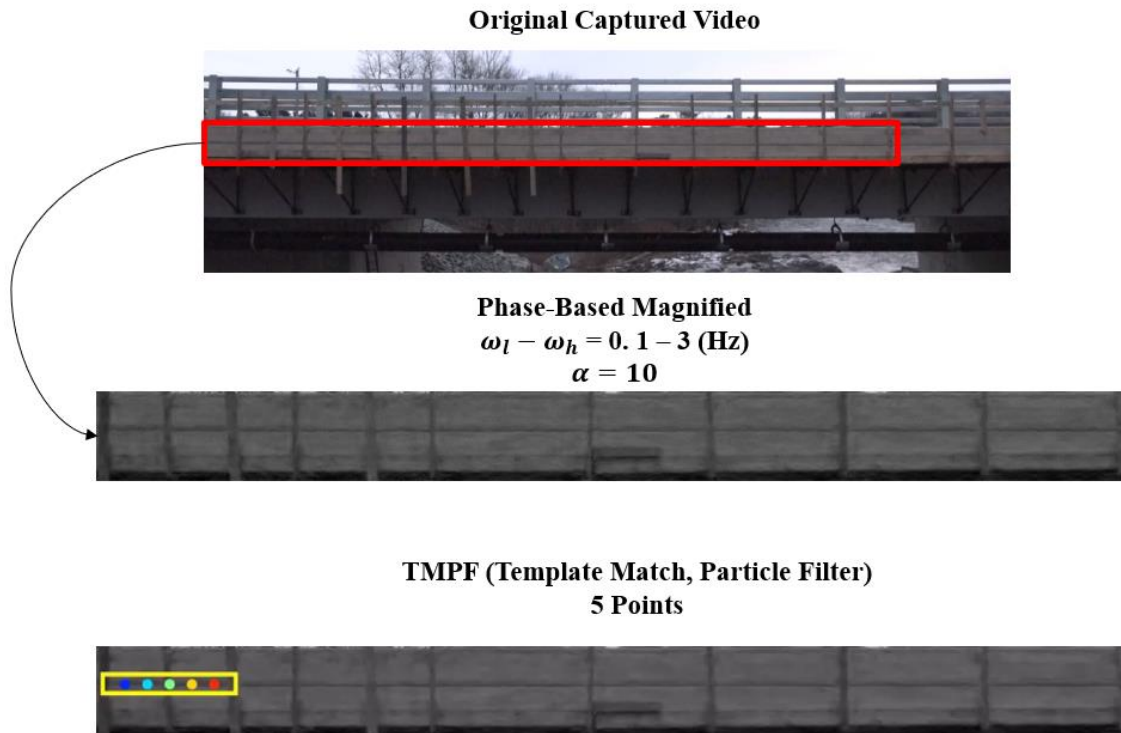 Original Captured Video
Phase-Based Magnified
ωₗ − ωₕ = 0. 1 – 3 (Hz)
α = 10
TMPF (Template Match, Particle Filter)
5 Points